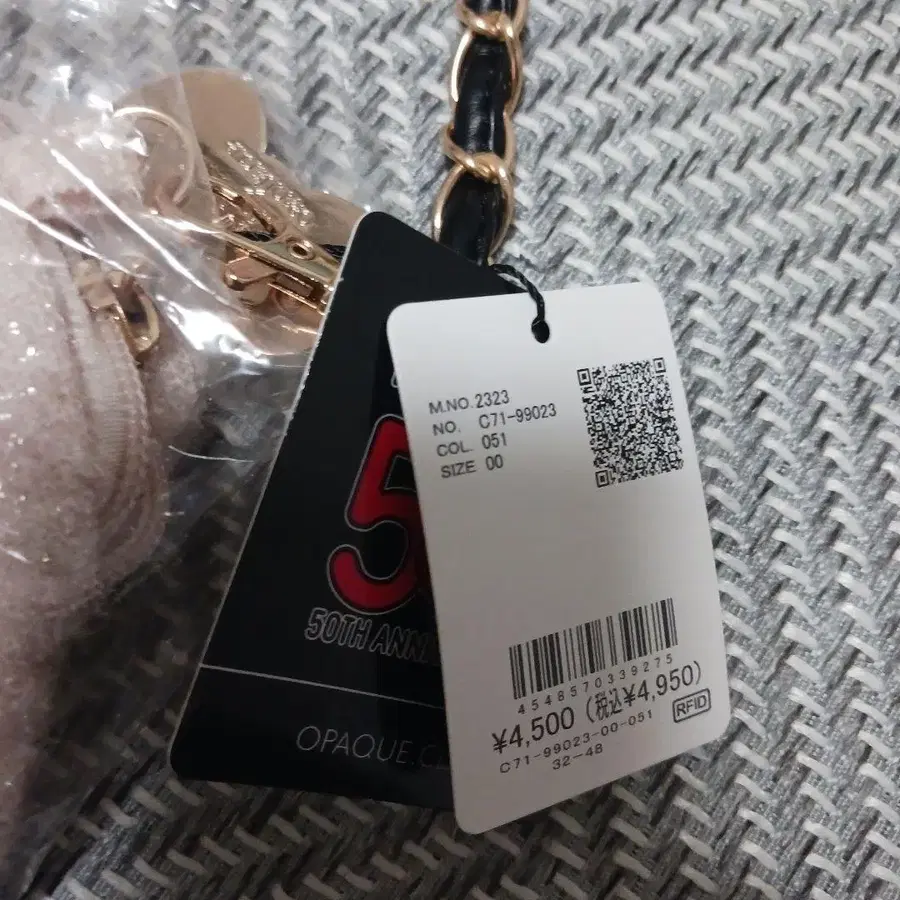 M.NO.2323
NO. C71-99023
COL. 051
SIZE 00
4548570339275
¥4,500 (税込¥4,950)
C71-99023-00-051
32-48
RFID
5
50TH ANNI
OPAQUE.C